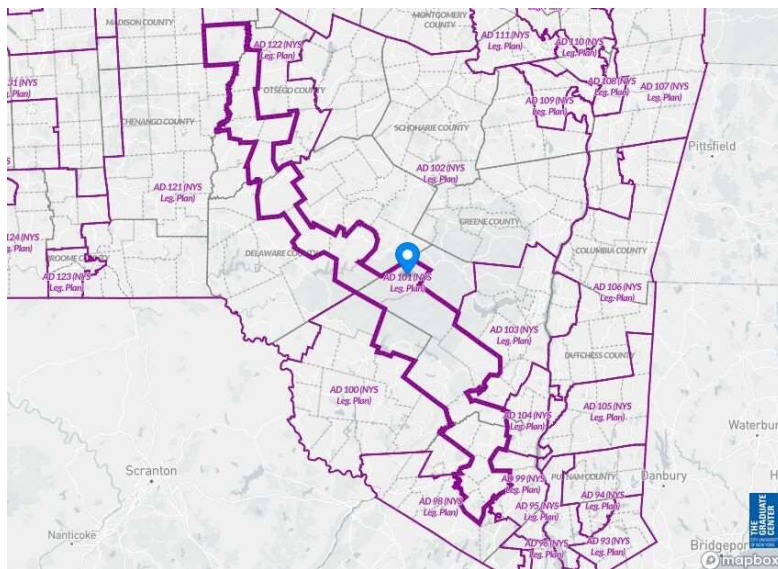 MADISON COUNTY
MONTGOMERY
COUNTY
AD 122 (NYS
Leg. Plan)
AD 111 (NYS
Leg. Plan)
AD 110 (NYS
Leg. Plan)
AD 108 (NYS
Leg. Plan)
AD 107 (NYS
Leg. Plan)
OTSEGO COUNTY
AD 109 (NYS
Leg. Plan)
CHENANGO COUNTY
SCHOHARIE COUNTY
Pittsfield
AD 102 (NYS
Leg. Plan)
AD 121 (NYS
Leg. Plan)
GREENE COUNTY
COLUMBIA COUNTY
DELAWARE COUNTY
AD 123 (NYS
Leg. Plan)
AD 101 (NYS
Leg. Plan)
AD 106 (NYS
Leg. Plan)
AD 103 (NYS
Leg. Plan)
DUTCHESS COUNTY
AD 100 (NYS
Leg. Plan)
AD 104 (NYS
Leg. Plan)
AD 105 (NYS
Leg. Plan)
Scranton
AD 99 (NYS
Leg. Plan)
PUTNAM COUNTY
Danbury
AD 98 (NYS
Leg. Plan)
AD 95 (NYS
Leg. Plan)
AD 94 (NYS
Leg. Plan)
Nanticoke
AD 96 (NYS
Leg. Plan)
AD 93 (NYS
Leg. Plan)
THE
GRADUATE
CENTER
mapbox